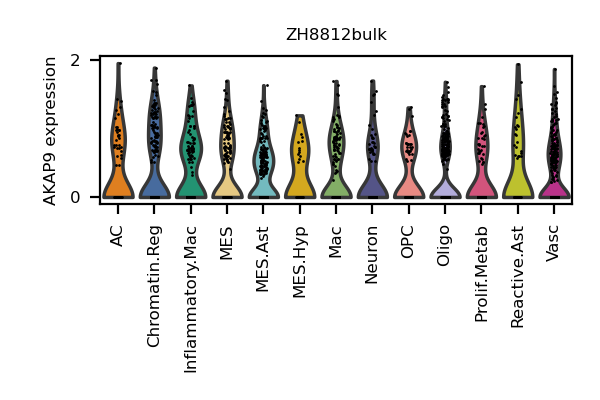 ZH8812bulk
AKAP9 expression
2
0
AC
Chromatin.Reg
Inflammatory.Mac
MES
MES.Ast
MES.Hyp
Mac
Neuron
OPC
Oligo
Prolif.Metab
Reactive.Ast
Vasc